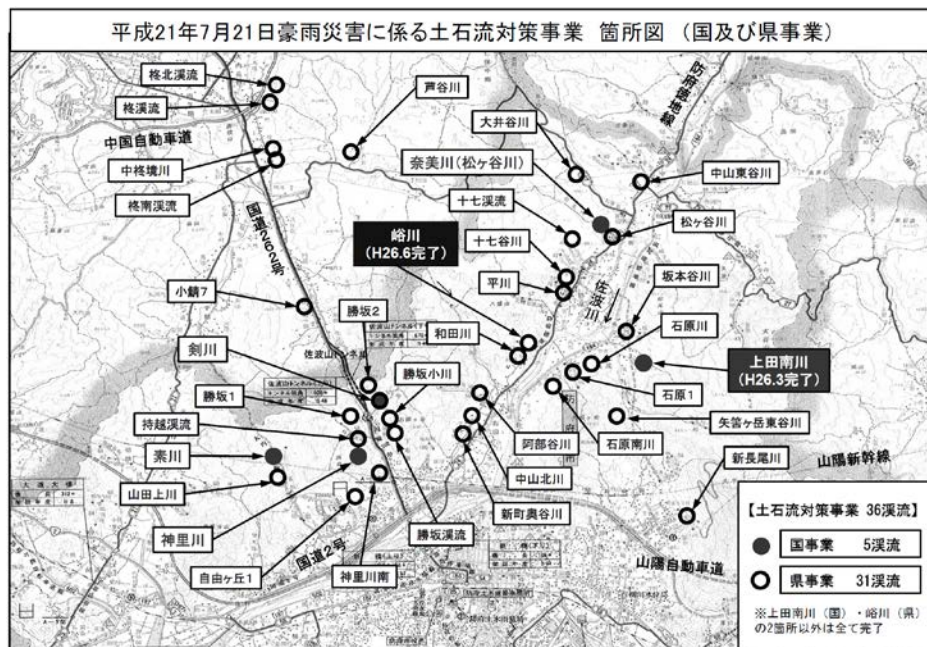 平成21年7月21日豪雨災害に係る土石流対策事業 箇所図 (国及び県事業)
柊北渓流
柊渓流
中国自動車道
中柊境川
柊南渓流
芦谷川
大井谷川
防府徳地線
奈美川(松ヶ谷川)
中山東谷川
十七渓流
松ヶ谷川
国道262号
峪川
(H26.6完了)
十七谷川
平川
佐波川
坂本谷川
小鯖7
勝坂2
和田川
石原川
剣川
佐波山トンネル
勝坂小川
上田南川
(H26.3完了)
勝坂1
石原1
持越渓流
阿部谷川
石原南川
矢筈ヶ岳東谷川
素川
中山北川
新長尾川
山陽新幹線
山田上川
新町奥谷川
神里川
勝坂渓流
国道2号
自由ヶ丘1
神里川南
山陽自動車道
【土石流対策事業 36渓流】
国事業 5渓流
県事業 31渓流
※上田南川(国)・峪川(県)
の2箇所以外は全て完了